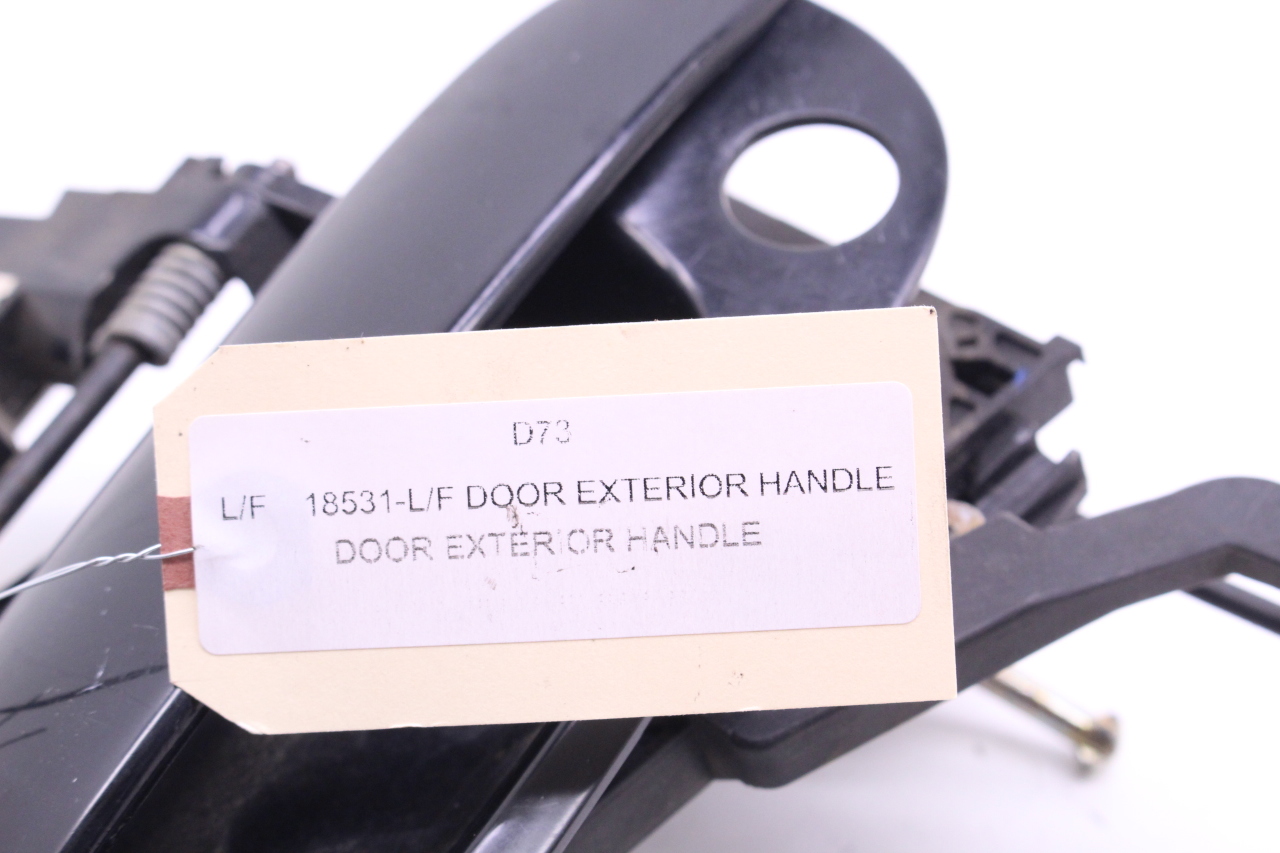 D73
L/F 18531-L/F DOOR EXTERIOR HANDLE
DOOR EXTERIOR HANDLE